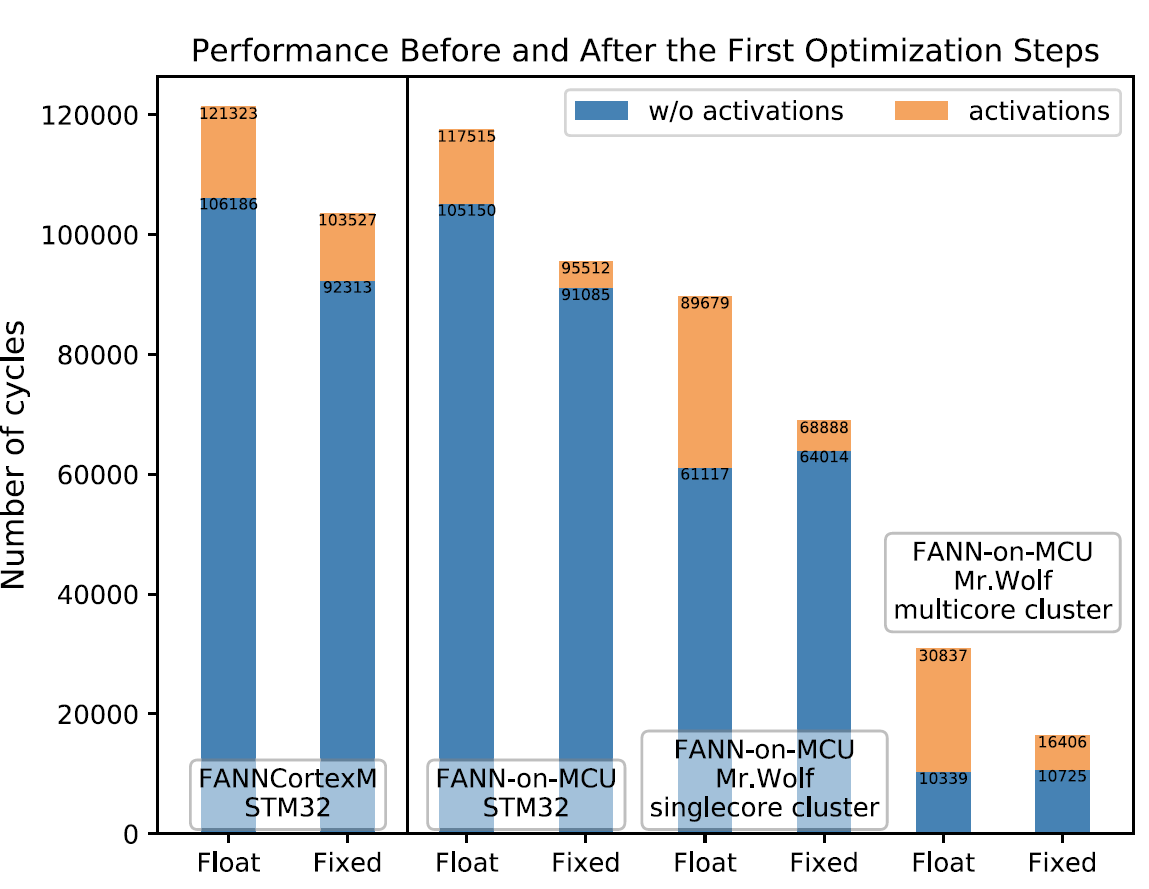 Performance Before and After the First Optimization Steps
w/o activations
activations
Number of cycles
120000
100000
80000
60000
40000
20000
0
121323
106186
103527
92313
117515
105150
95512
91085
89679
61117
68888
64014
30837
10339
16406
10725
FANNCortexM
STM32
FANN-on-MCU
STM32
FANN-on-MCU
Mr.Wolf
singlecore cluster
FANN-on-MCU
Mr.Wolf
multicore cluster
Float
Fixed
Float
Fixed
Float
Fixed
Float
Fixed